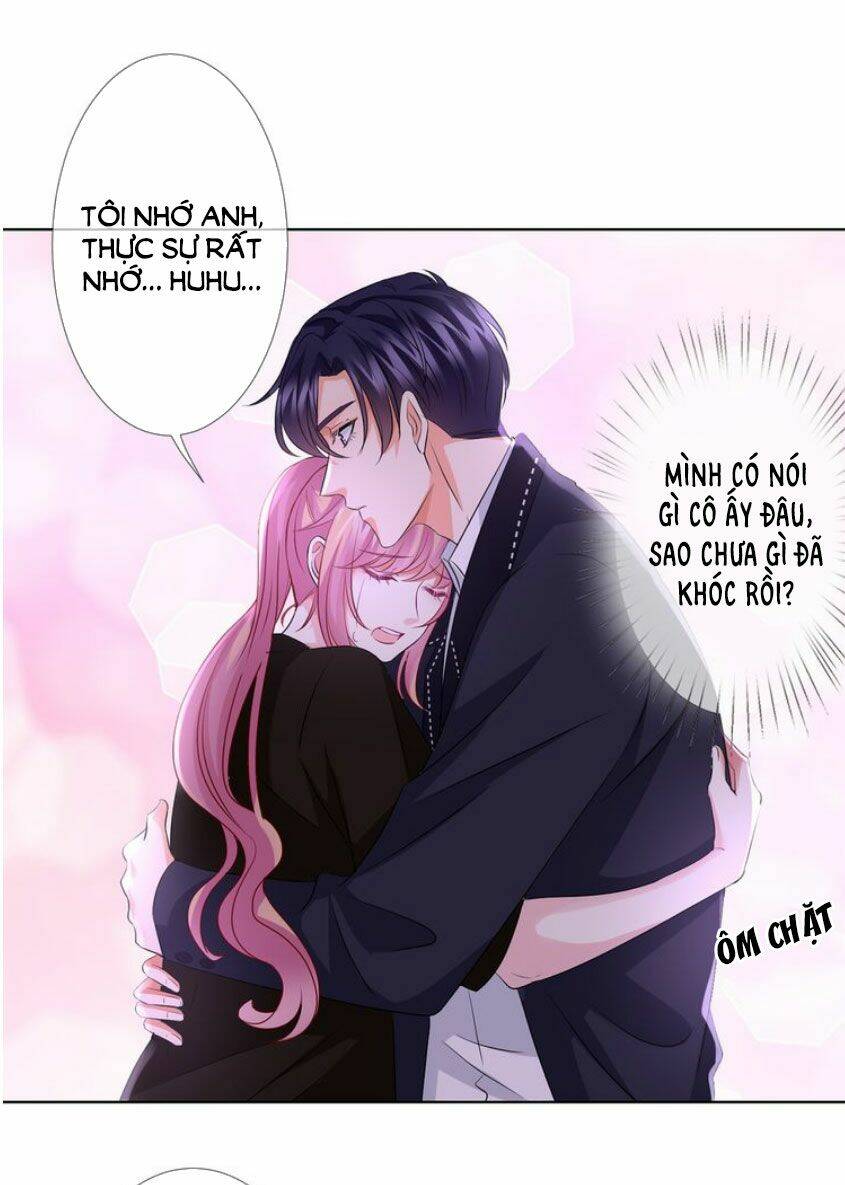 TÔI NHỚ ANH,
THỰC SỰ RẤT
NHỚ... HUHU...
MÌNH CÓ NÓI
GÌ CÔ ẤY ĐÂU,
SAO CHƯA GÌ ĐÃ
KHÓC RỒI?
ÔM CHẶT